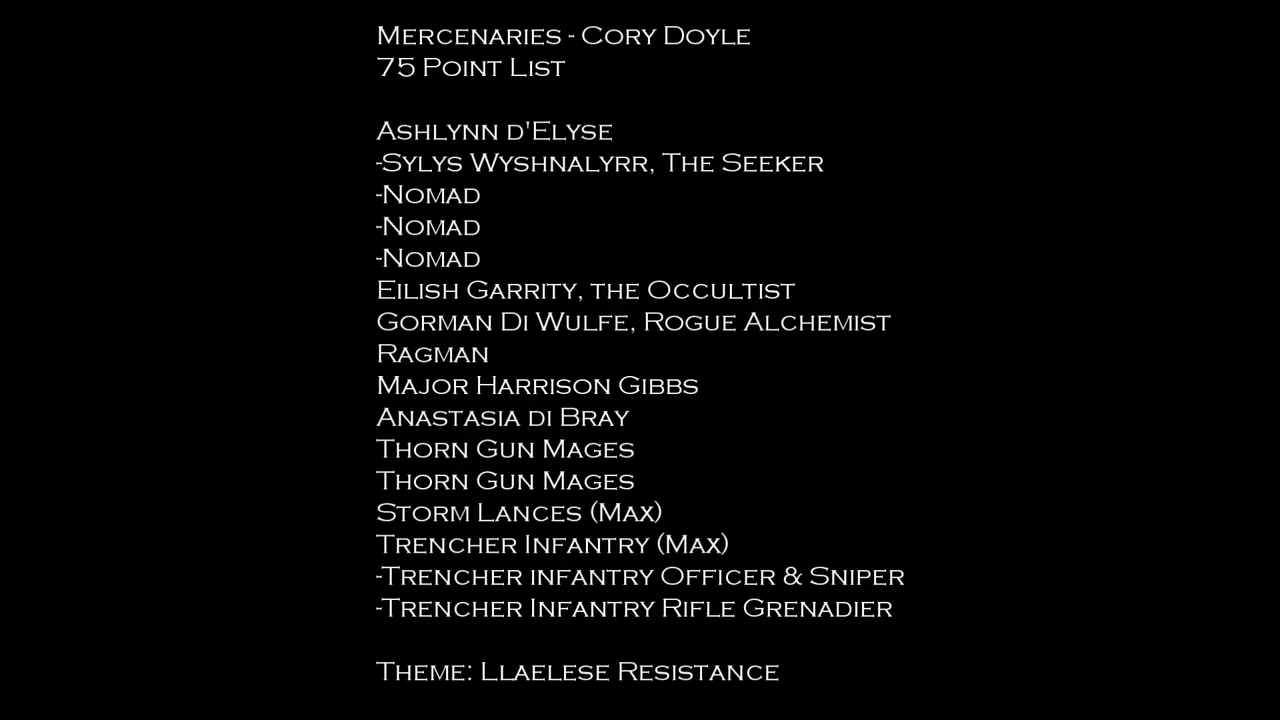 Mercenaries - Cory Doyle
75 Point List
Ashlynn d'Elyse
-Sylys Wyshnalyrr, The Seeker
-Nomad
-Nomad
-Nomad
Eilish Garrity, the Occultist
Gorman Di Wulfe, Rogue Alchemist
Ragman
Major Harrison Gibbs
Anastasia di Bray
Thorn Gun Mages
Thorn Gun Mages
Storm Lances (Max)
Trencher Infantry (Max)
-Trencher infantry Officer & Sniper
-Trencher Infantry Rifle Grenadier
Theme: Llaelese Resistance